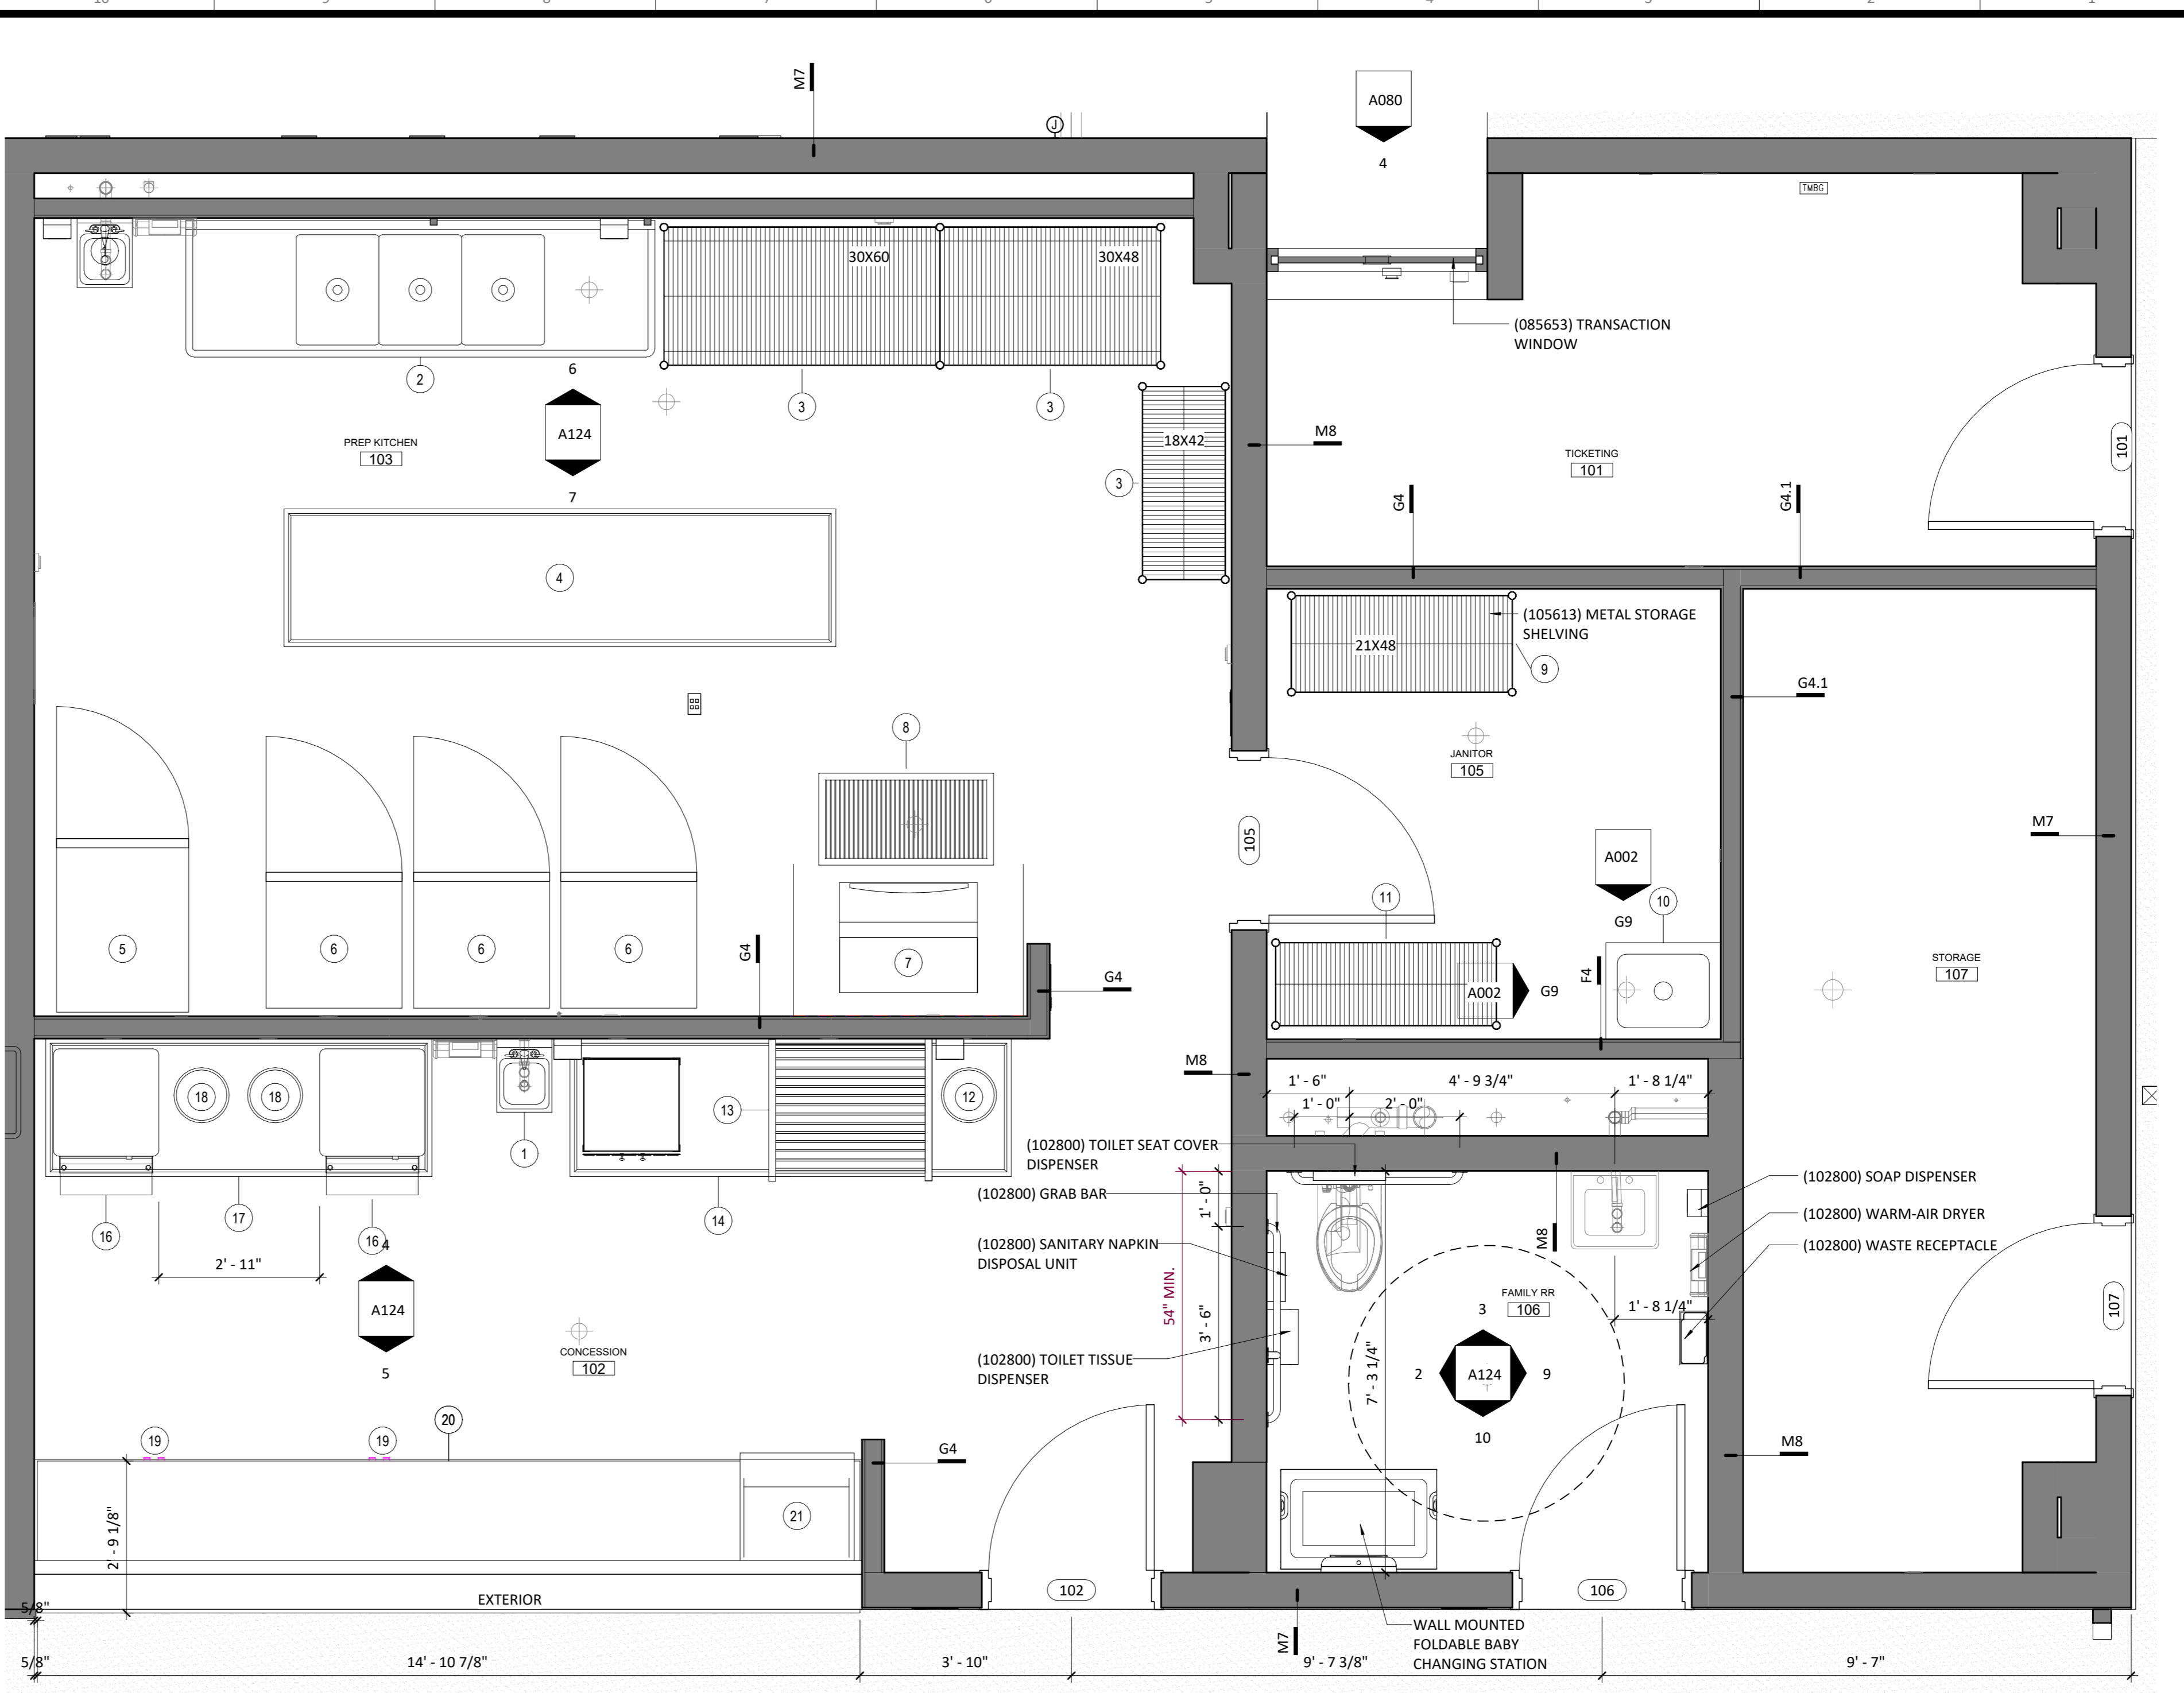 M7
J
A080
4
TMBG
30X60
30X48
(085653) TRANSACTION
WINDOW
2
6
A124
7
3
3
18X42
3
M8
PREP KITCHEN
103
TICKETING
101
101
G4
G4.1
4
(105613) METAL STORAGE
SHELVING
21X48
9
G4.1
8
JANITOR
105
105
M7
A002
G9
11
10
5
6
6
6
G4
7
G4
A002
G9
F4
STORAGE
107
M8
1' - 6"
4' - 9 3/4"
1' - 8 1/4"
1' - 0"
2' - 0"
18
18
13
12
1
(102800) TOILET SEAT COVER
DISPENSER
(102800) GRAB BAR
(102800) SANITARY NAPKIN
DISPOSAL UNIT
(102800) TOILET TISSUE
DISPENSER
(102800) SOAP DISPENSER
(102800) WARM-AIR DRYER
(102800) WASTE RECEPTACLE
16
17
16
14
2' - 11"
4
A124
5
1' - 0"
54" MIN.
3' - 6"
M8
FAMILY RR
106
1' - 8 1/4"
7' - 3 1/4"
3
2
A124
T
9
10
107
CONCESSION
102
19
19
20
G4
M8
21
2' - 9 1/8"
EXTERIOR
102
106
5/8"
WALL MOUNTED
FOLDABLE BABY
CHANGING STATION
M7
5/8"
14' - 10 7/8"
3' - 10"
9' - 7 3/8"
9' - 7"